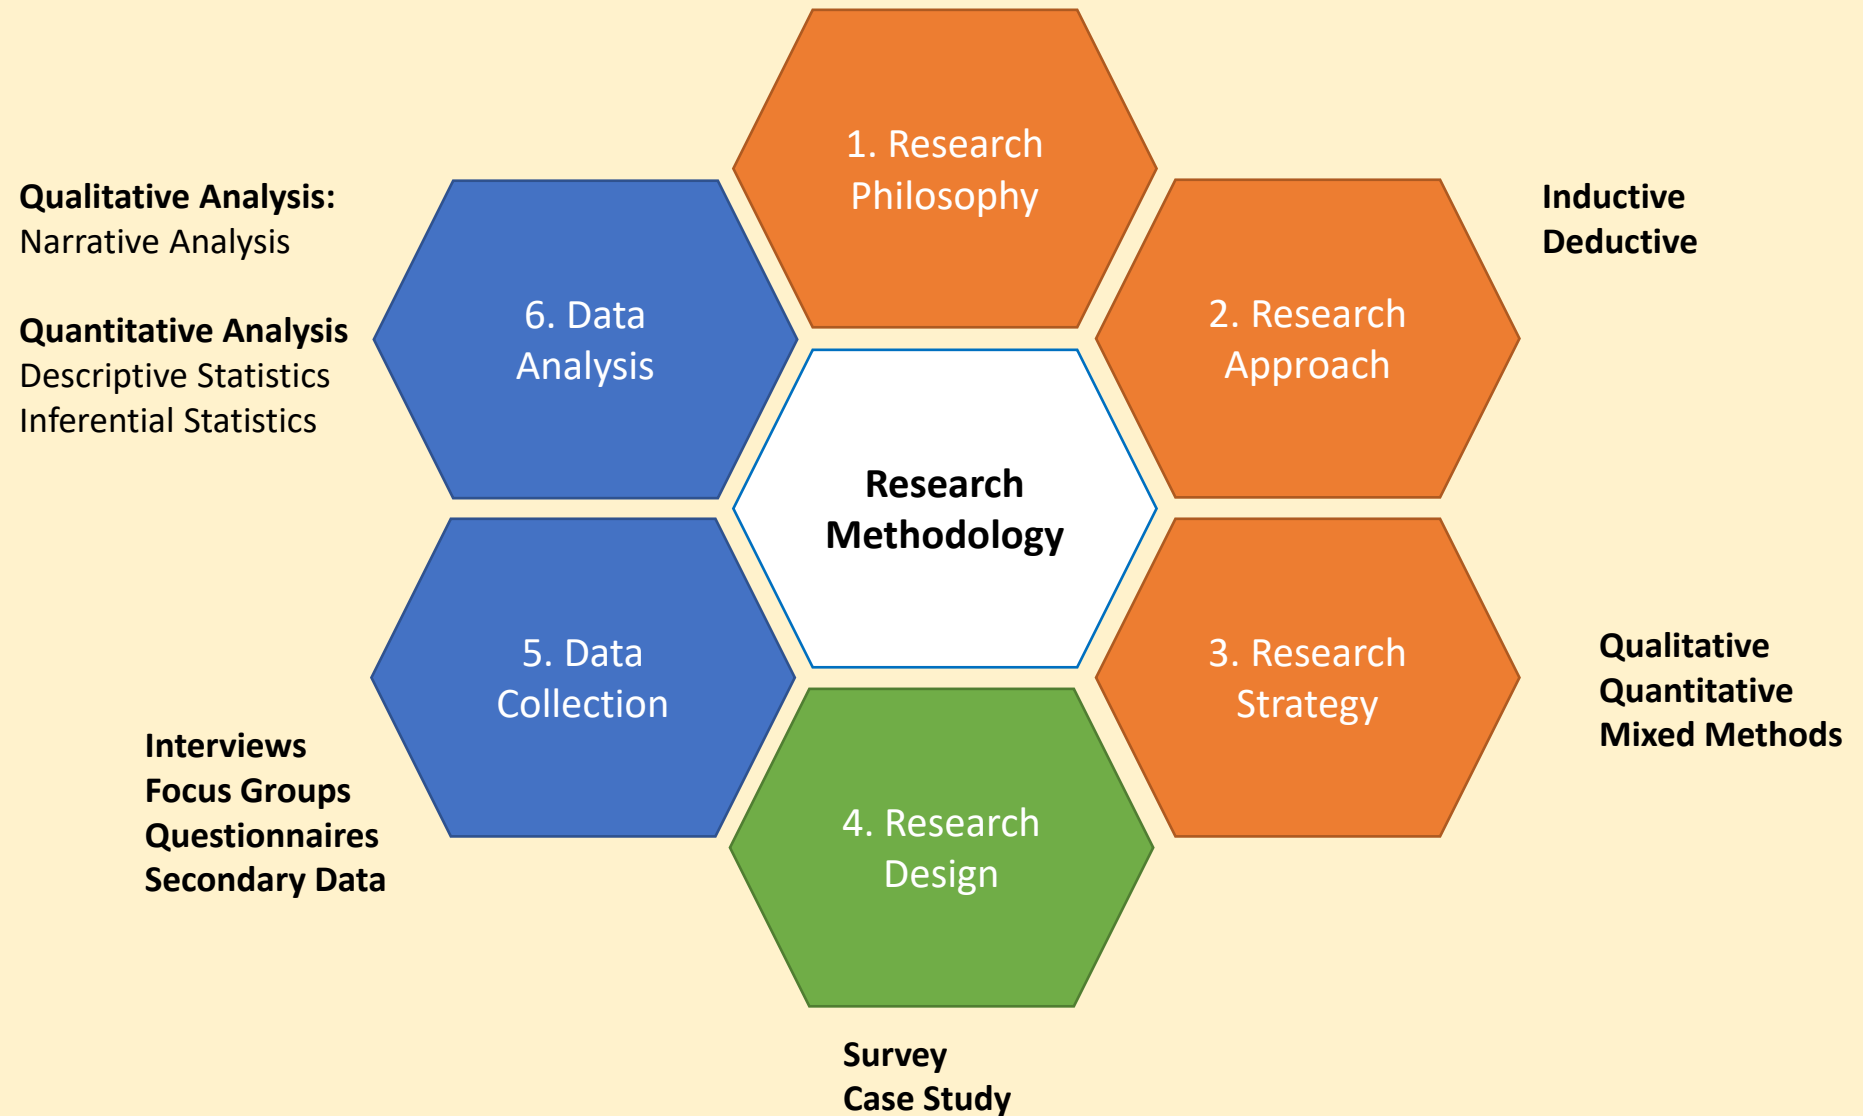 1. Research
Philosophy
Qualitative Analysis:
Narrative Analysis
Quantitative Analysis
Descriptive Statistics
Inferential Statistics
6. Data
Analysis
2. Research
Approach
Inductive
Deductive
Research
Methodology
5. Data
Collection
Interviews
Focus Groups
Questionnaires
Secondary Data
3. Research
Strategy
Qualitative
Quantitative
Mixed Methods
4. Research
Design
Survey
Case Study